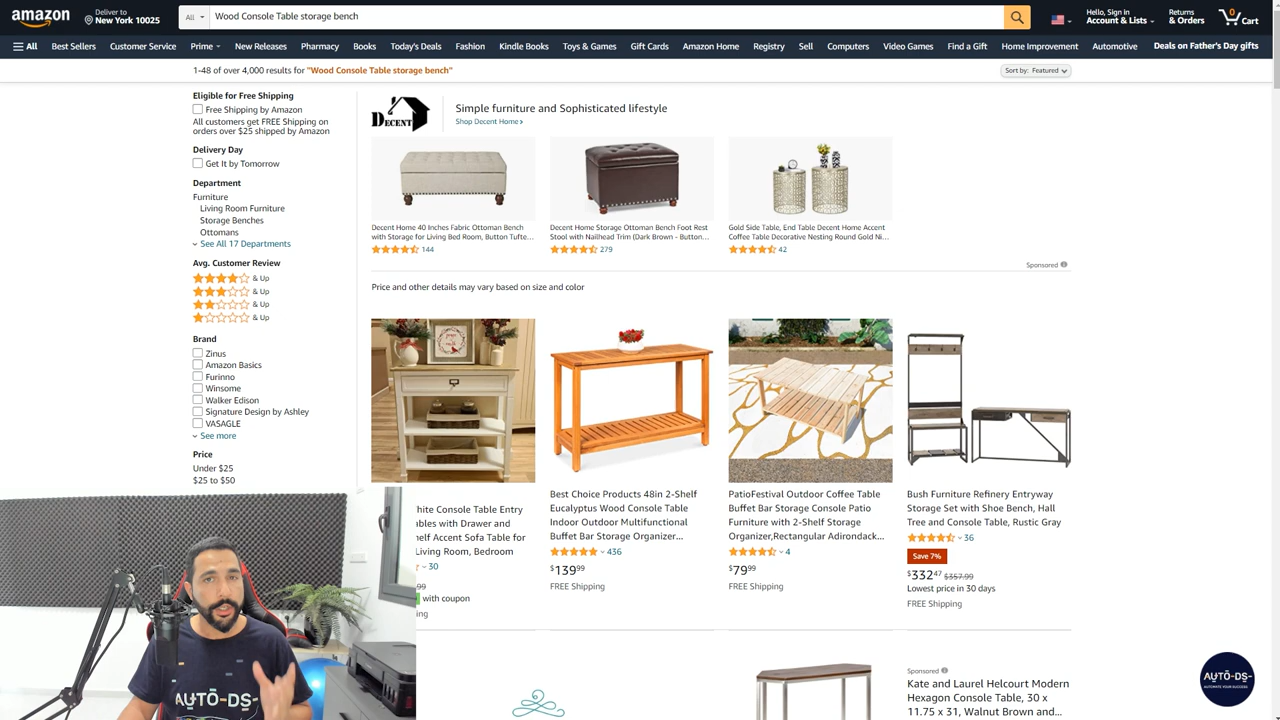 amazon
Deliver to
New York 10025
All
Wood Console Table storage bench
Hello, Sign in
Account & Lists
Returns
& Orders
0
Cart
All
Best Sellers
Customer Service
Prime
New Releases
Pharmacy
Books
Today's Deals
Fashion
Kindle Books
Toys & Games
Gift Cards
Amazon Home
Registry
Sell
Computers
Video Games
Find a Gift
Home Improvement
Automotive
Deals on Father's Day gifts
1-48 of over 4,000 results for "Wood Console Table storage bench"
Sort by: Featured
Eligible for Free Shipping
Free Shipping by Amazon
All customers get FREE Shipping on
orders over $25 shipped by Amazon
Delivery Day
Get It by Tomorrow
Department
Furniture
Living Room Furniture
Storage Benches
Ottomans
See All 17 Departments
Avg. Customer Review
& Up
& Up
& Up
& Up
Brand
Zinus
Amazon Basics
Furinno
Winsome
Walker Edison
Signature Design by Ashley
VASAGLE
See more
Price
Under $25
$25 to $50
DECENT
Simple furniture and Sophisticated lifestyle
Shop Decent Home
Decent Home 40 Inches Fabric Ottoman Bench
with Storage for Living Bed Room, Button Tufte...
144
Decent Home Storage Ottoman Bench Foot Rest
Stool with Nailhead Trim (Dark Brown - Button...
279
Gold Side Table, End Table Decent Home Accent
Coffee Table Decorative Nesting Round Gold Ni...
42
Sponsored
Price and other details may vary based on size and color
hite Console Table Entry
bles with Drawer and
helf Accent Sofa Table for
iving Room, Bedroom
30
99
with coupon
ing
Best Choice Products 48in 2-Shelf
Eucalyptus Wood Console Table
Indoor Outdoor Multifunctional
Buffet Bar Storage Organizer...
436
$139.99
FREE Shipping
PatioFestival Outdoor Coffee Table
Buffet Bar Storage Console Patio
Furniture with 2-Shelf Storage
Organizer,Rectangular Adirondack...
4
$79.99
FREE Shipping
Bush Furniture Refinery Entryway
Storage Set with Shoe Bench, Hall
Tree and Console Table, Rustic Gray
36
Save 7%
$332.47 $357.99
Lowest price in 30 days
FREE Shipping
Sponsored
Kate and Laurel Helcourt Modern
Hexagon Console Table, 30 x
11.75 x 31, Walnut Brown and...
AUTO-DS
AUTO-DS-
AUTOMATE YOUR SUCCESS